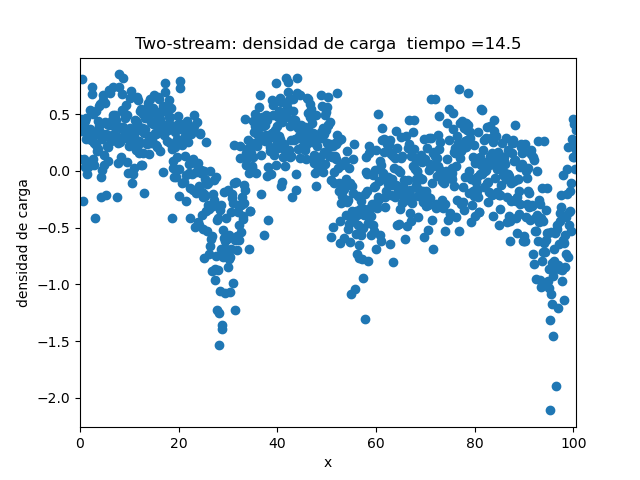 Two-stream: densidad de carga  tiempo =14.5
densidad de carga
0.5
0.0
−0.5
−1.0
−1.5
−2.0
0 20 40 60 80 100
x